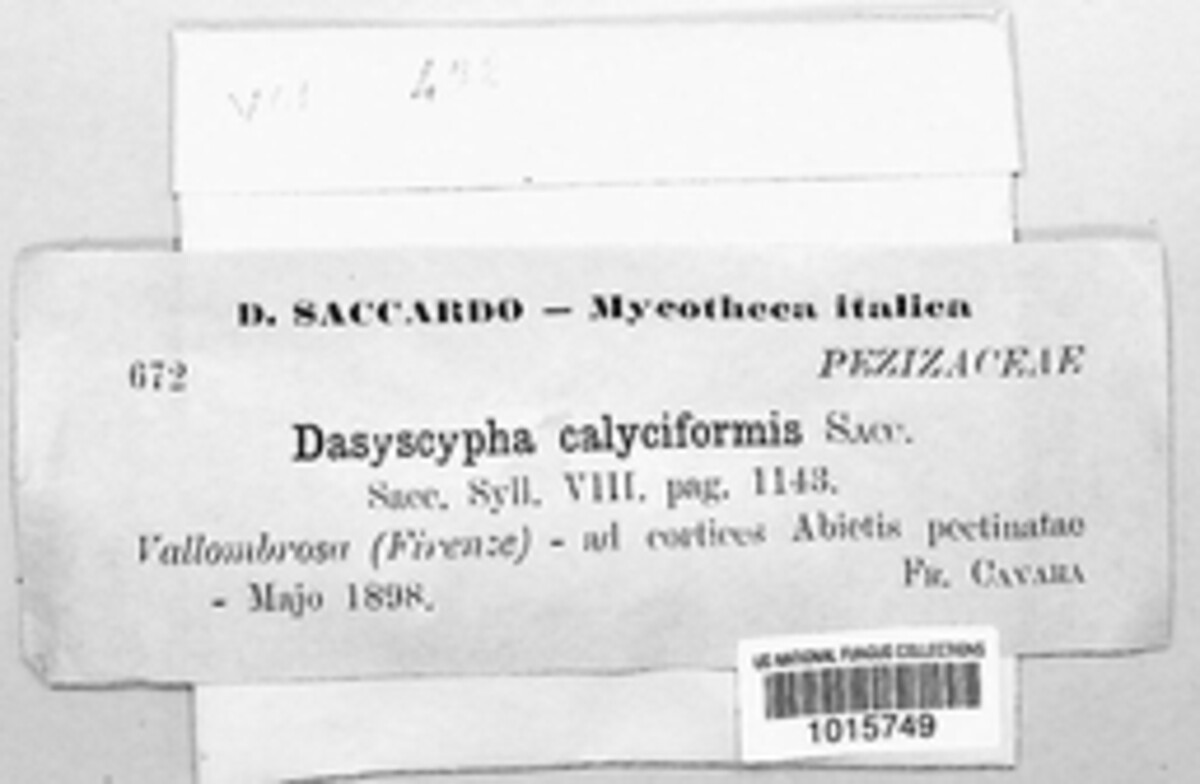 D. SACCARDO — Mycotheca italica
672
PEZIZACEAE
Dasyscypha calyciformis SACC.
Sacc. Syll. VIII. pag. 1143.
Vallombrosa (Firenze) - ad cortices Abietis pectinatae
- Majo 1898.
FR. CAVARA
US NATIONAL FUNGUS COLLECTIONS
1015749